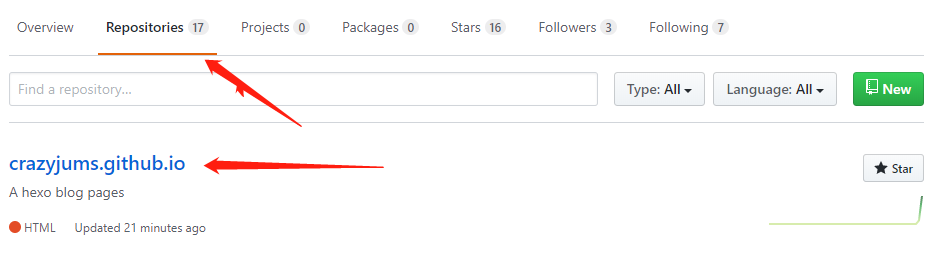 Overview Repositories 17 Projects 0 Packages 0 Stars 16 Followers 3 Following 7
Find a repository... Type: All Language: All New
crazyjums.github.io Star
A hexo blog pages
HTML Updated 21 minutes ago